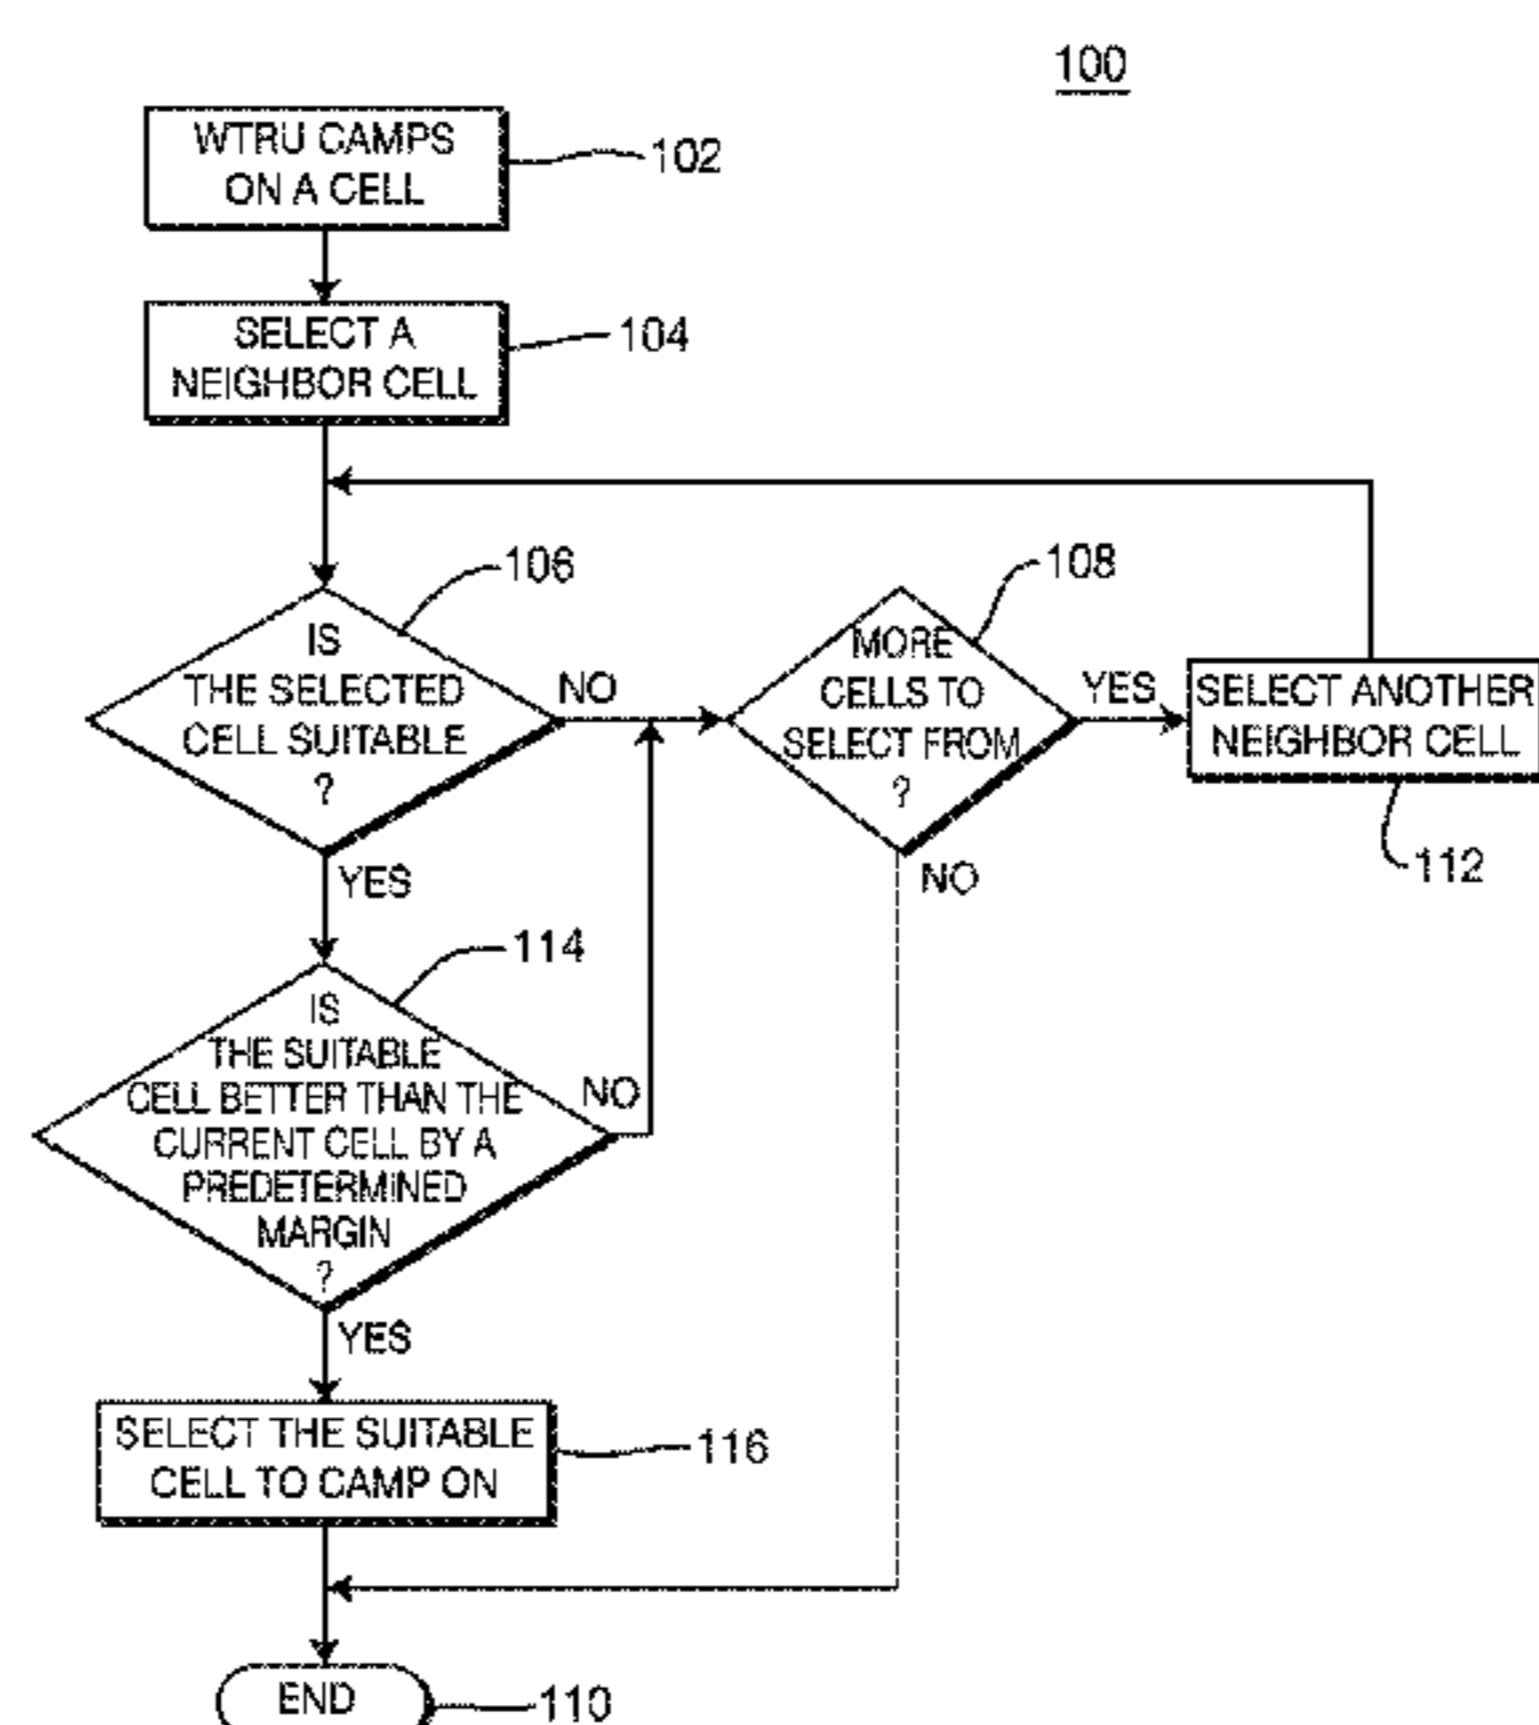 100
WTRU CAMPS
ON A CELL
102
SELECT A
NEIGHBOR CELL
104
106
IS
THE SELECTED
CELL SUITABLE
?
NO
YES
108
MORE
CELLS TO
SELECT FROM
?
YES
NO
SELECT ANOTHER
NEIGHBOR CELL
112
114
IS
THE SUITABLE
CELL BETTER THAN THE
CURRENT CELL BY A
PREDETERMINED
MARGIN
?
NO
YES
SELECT THE SUITABLE
CELL TO CAMP ON
116
END
110